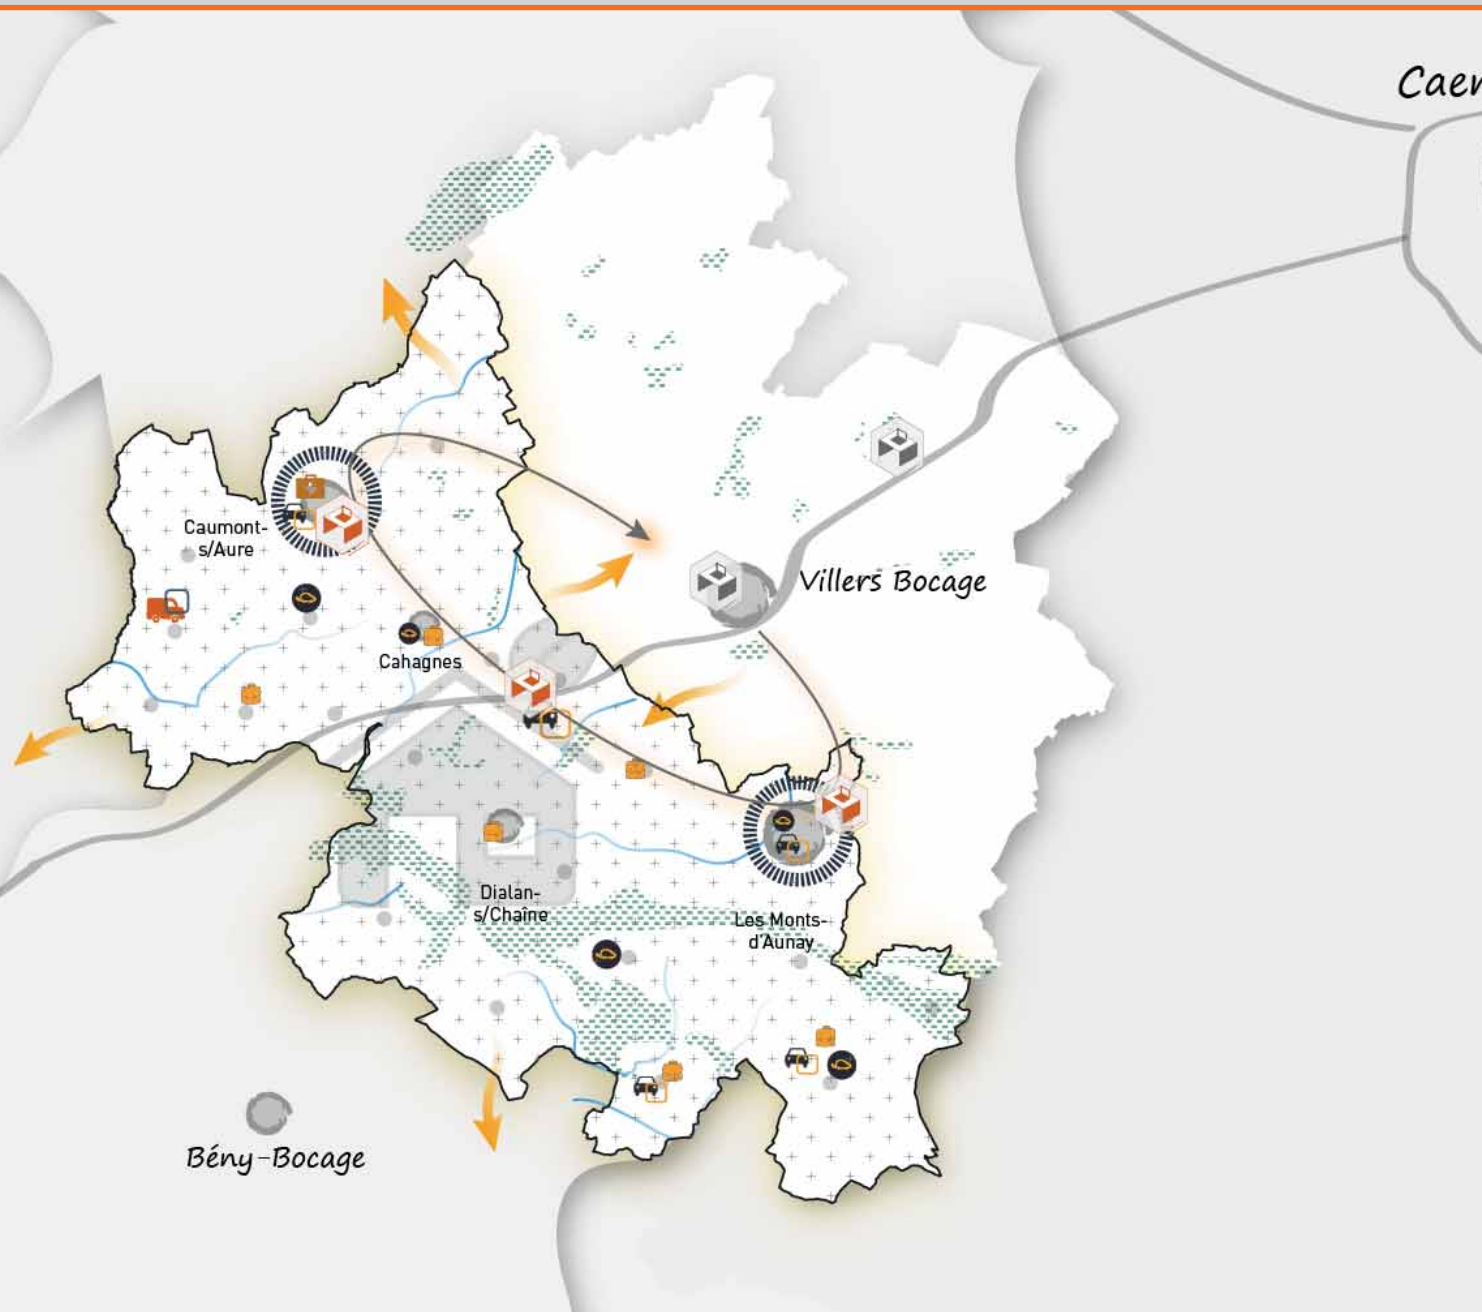 Caen
Caumont-
s/Aure
Villers Bocage
Cahagnes
Dialan-
s/Chaîne
Les Monts-
d'Aunay
Bény-Bocage